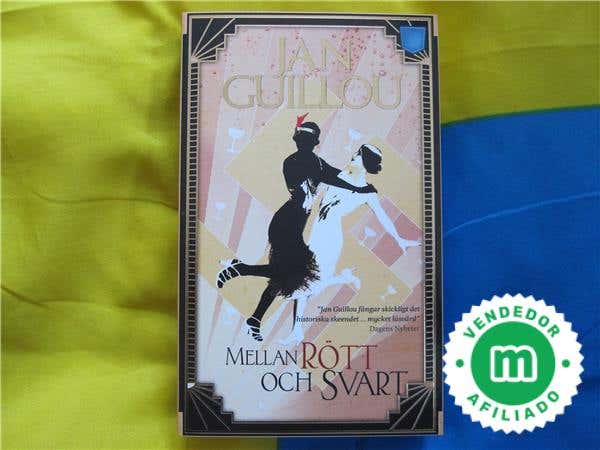 JAN
GUILLOU
"Jan Guillou fångar skickligt det
historiska skeendet ... mycket läsvärd"
Dagens Nyheter
MELLAN RÖTT
OCH SVART
VENDEDOR
m
AFILIADO